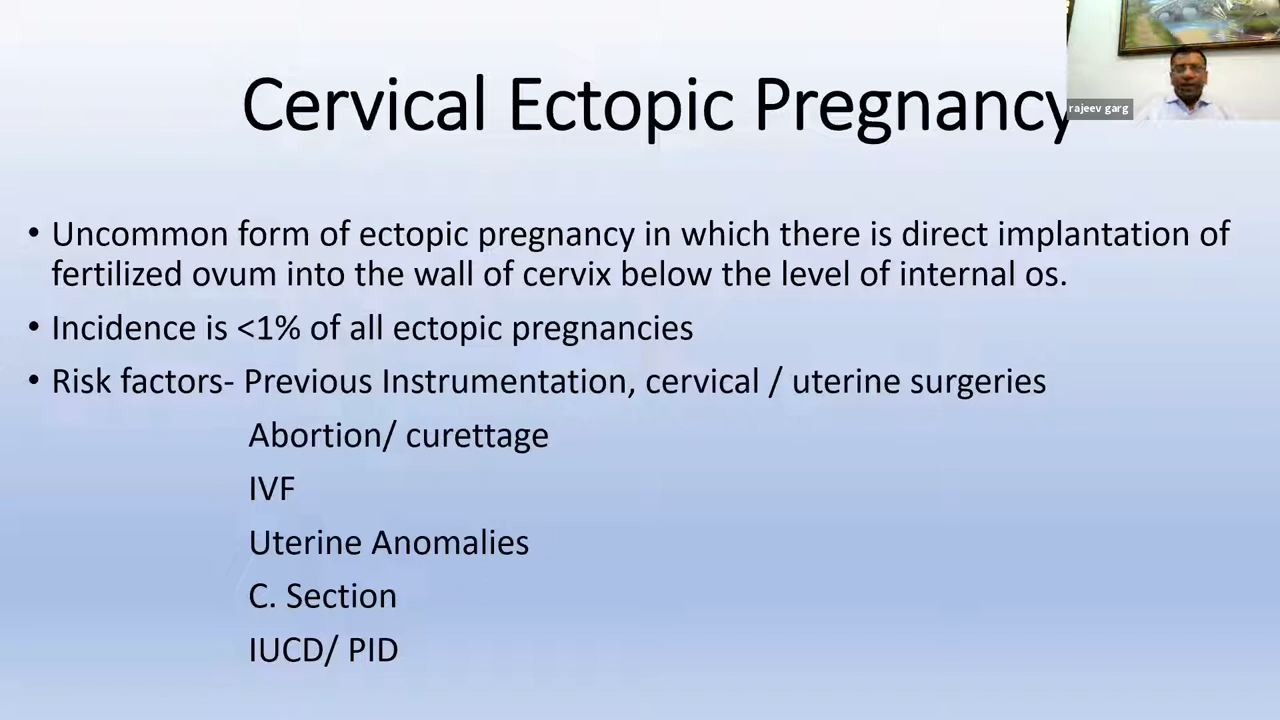 Cervical Ectopic Pregnancy
rajeev garg
• Uncommon form of ectopic pregnancy in which there is direct implantation of
fertilized ovum into the wall of cervix below the level of internal os.
• Incidence is <1% of all ectopic pregnancies
• Risk factors- Previous Instrumentation, cervical / uterine surgeries
Abortion/ curettage
IVF
Uterine Anomalies
C. Section
IUCD/ PID